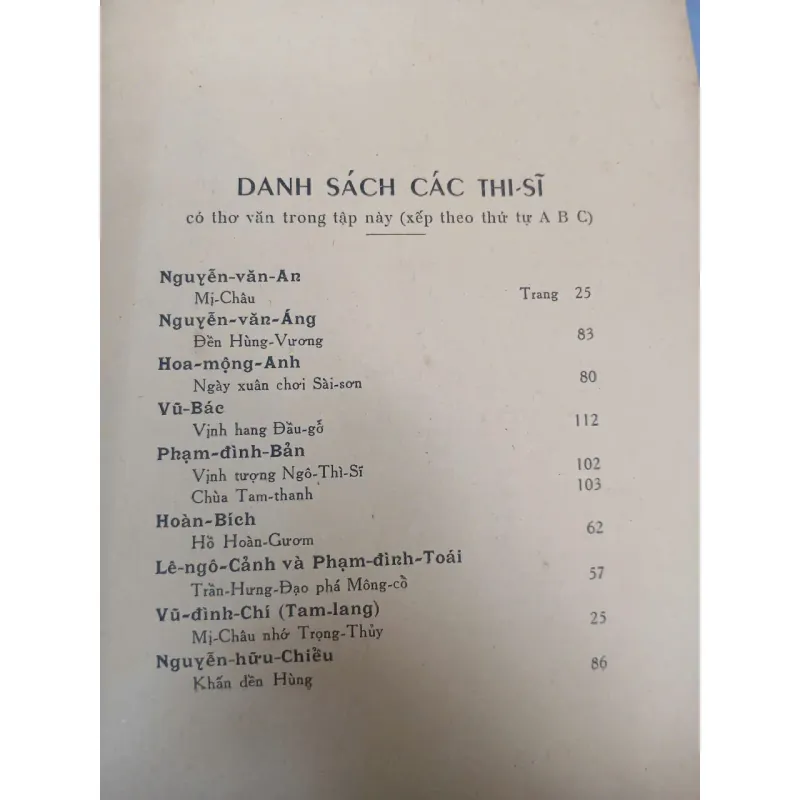 DANH SÁCH CÁC THI-SĨ
có thơ văn trong tập này (xếp theo thứ tự A B C)
Nguyễn-văn-An
Mị-Châu Trang 25
Nguyễn-văn-Áng
Đền Hùng-Vương 83
Hoa-mộng-Anh
Ngày xuân chơi Sài-sơn 80
Vũ-Bác
Vịnh hang Đầu-gỗ 112
Phạm-đình-Bản
Vịnh tượng Ngô-Thì-Sĩ 102
Chùa Tam-thanh 103
Hoàn-Bích
Hồ Hoàn-Gươm 62
Lê-ngô-Cảnh và Phạm-đình-Toái
Trần-Hưng-Đạo phá Mông-cổ 57
Vũ-đình-Chí (Tam-lang)
Mị-Châu nhớ Trọng-Thủy 25
Nguyễn-hữu-Chiểu
Khấn đền Hùng 86